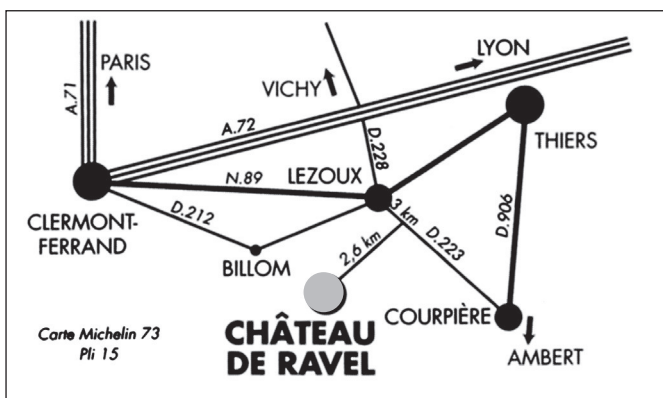 PARIS
A.71
VICHY
LYON
A.72
D.228
THIERS
LEZOUX
N.89
CLERMONT-
FERRAND
D.212
3 km
D.223
D.906
2,6 km
BILLOM
COURPIÈRE
CHÂTEAU
DE RAVEL
AMBERT
Carte Michelin 73
Pli 15